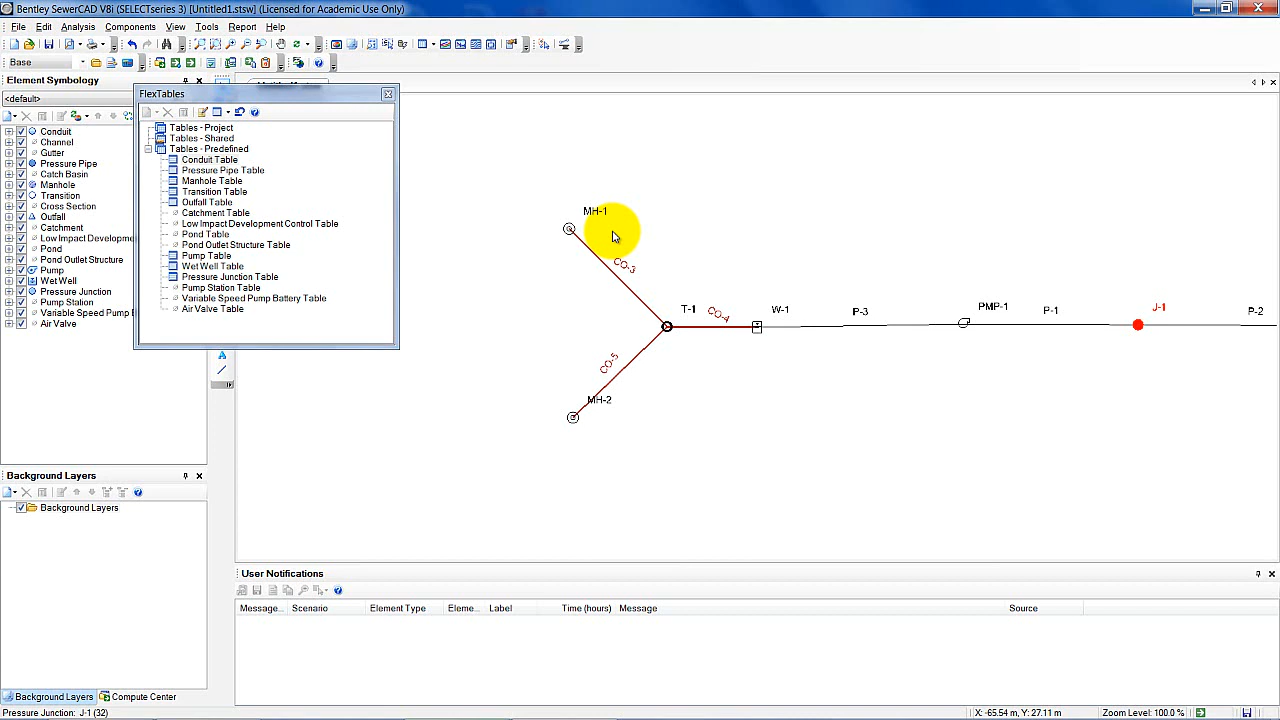 Bentley SewerCAD V8i (SELECTseries 3) [Untitled1.stsw] (Licensed for Academic Use Only)
File Edit Analysis Components View Tools Report Help
Base
Element Symbology
<default>
Conduit
Channel
Gutter
Pressure Pipe
Catch Basin
Manhole
Transition
Cross Section
Outfall
Catchment
Low Impact Developme
Pond
Pond Outlet Structure
Pump
Wet Well
Pressure Junction
Pump Station
Variable Speed Pump B
Air Valve
FlexTables
Tables - Project
Tables - Shared
Tables - Predefined
Conduit Table
Pressure Pipe Table
Manhole Table
Transition Table
Outfall Table
Catchment Table
Low Impact Development Control Table
Pond Table
Pond Outlet Structure Table
Pump Table
Wet Well Table
Pressure Junction Table
Pump Station Table
Variable Speed Pump Battery Table
Air Valve Table
MH-1
CO-3
T-1
CO-4
W-1
P-3
PMP-1
P-1
J-1
P-2
CO-5
MH-2
Background Layers
Background Layers
User Notifications
Message... Scenario Element Type Eleme... Label Time (hours) Message Source
Background Layers Compute Center
Pressure Junction: J-1 (32) X: -65.54 m, Y: 27.11 m Zoom Level: 100.0 %